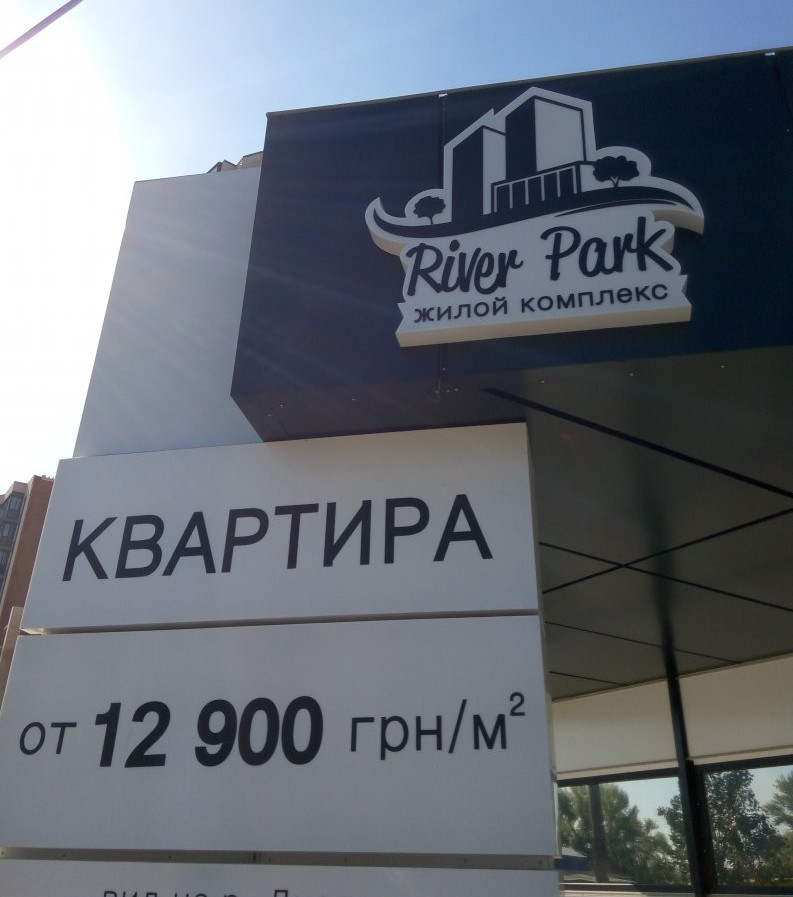 River Park
жилой комплекс
КВАРТИРА
от 12 900 грн/м²